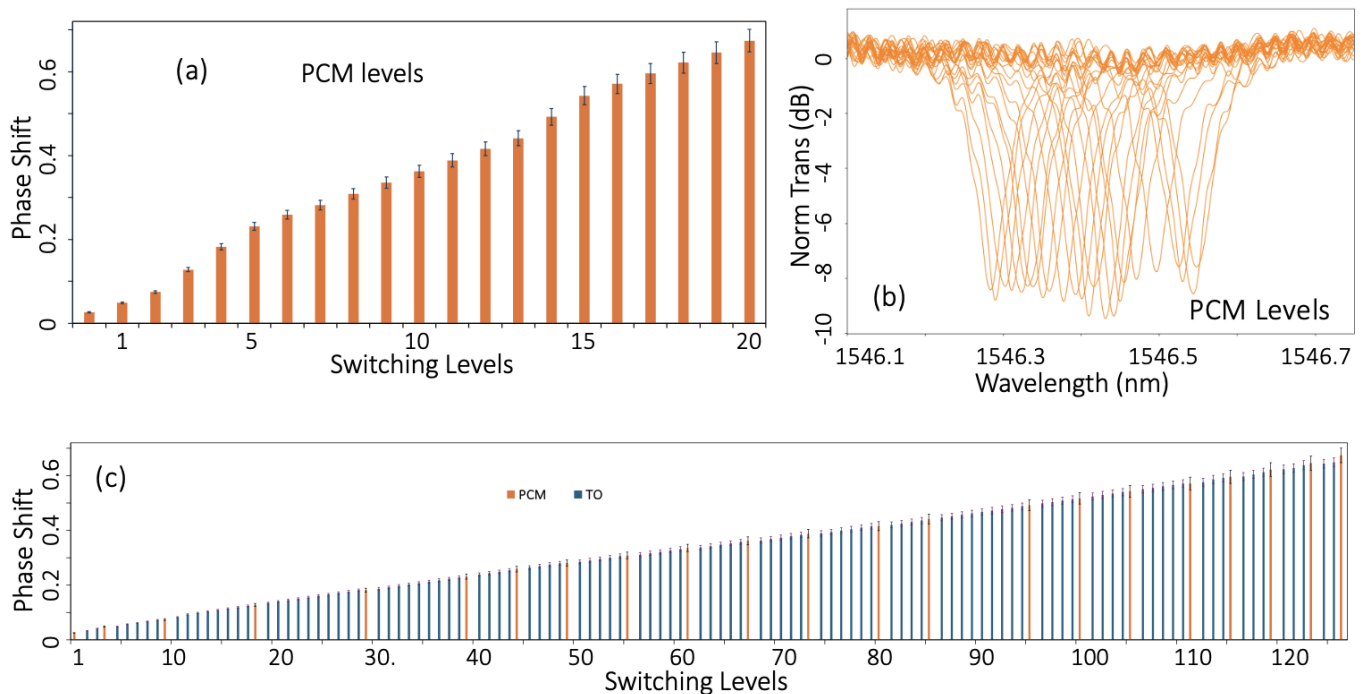 (a)
PCM levels
Phase Shift
0.6
0.4
0.2
0
1 5 10 15 20
Switching Levels
Norm Trans (dB)
0
-2
-4
-6
-8
-10
(b)
PCM Levels
1546.1 1546.3 1546.5 1546.7
Wavelength (nm)
(c)
PCM TO
Phase Shift
0.6
0.4
0.2
0
1 10 20 30. 40 50 60 70 80 90 100 110 120
Switching Levels